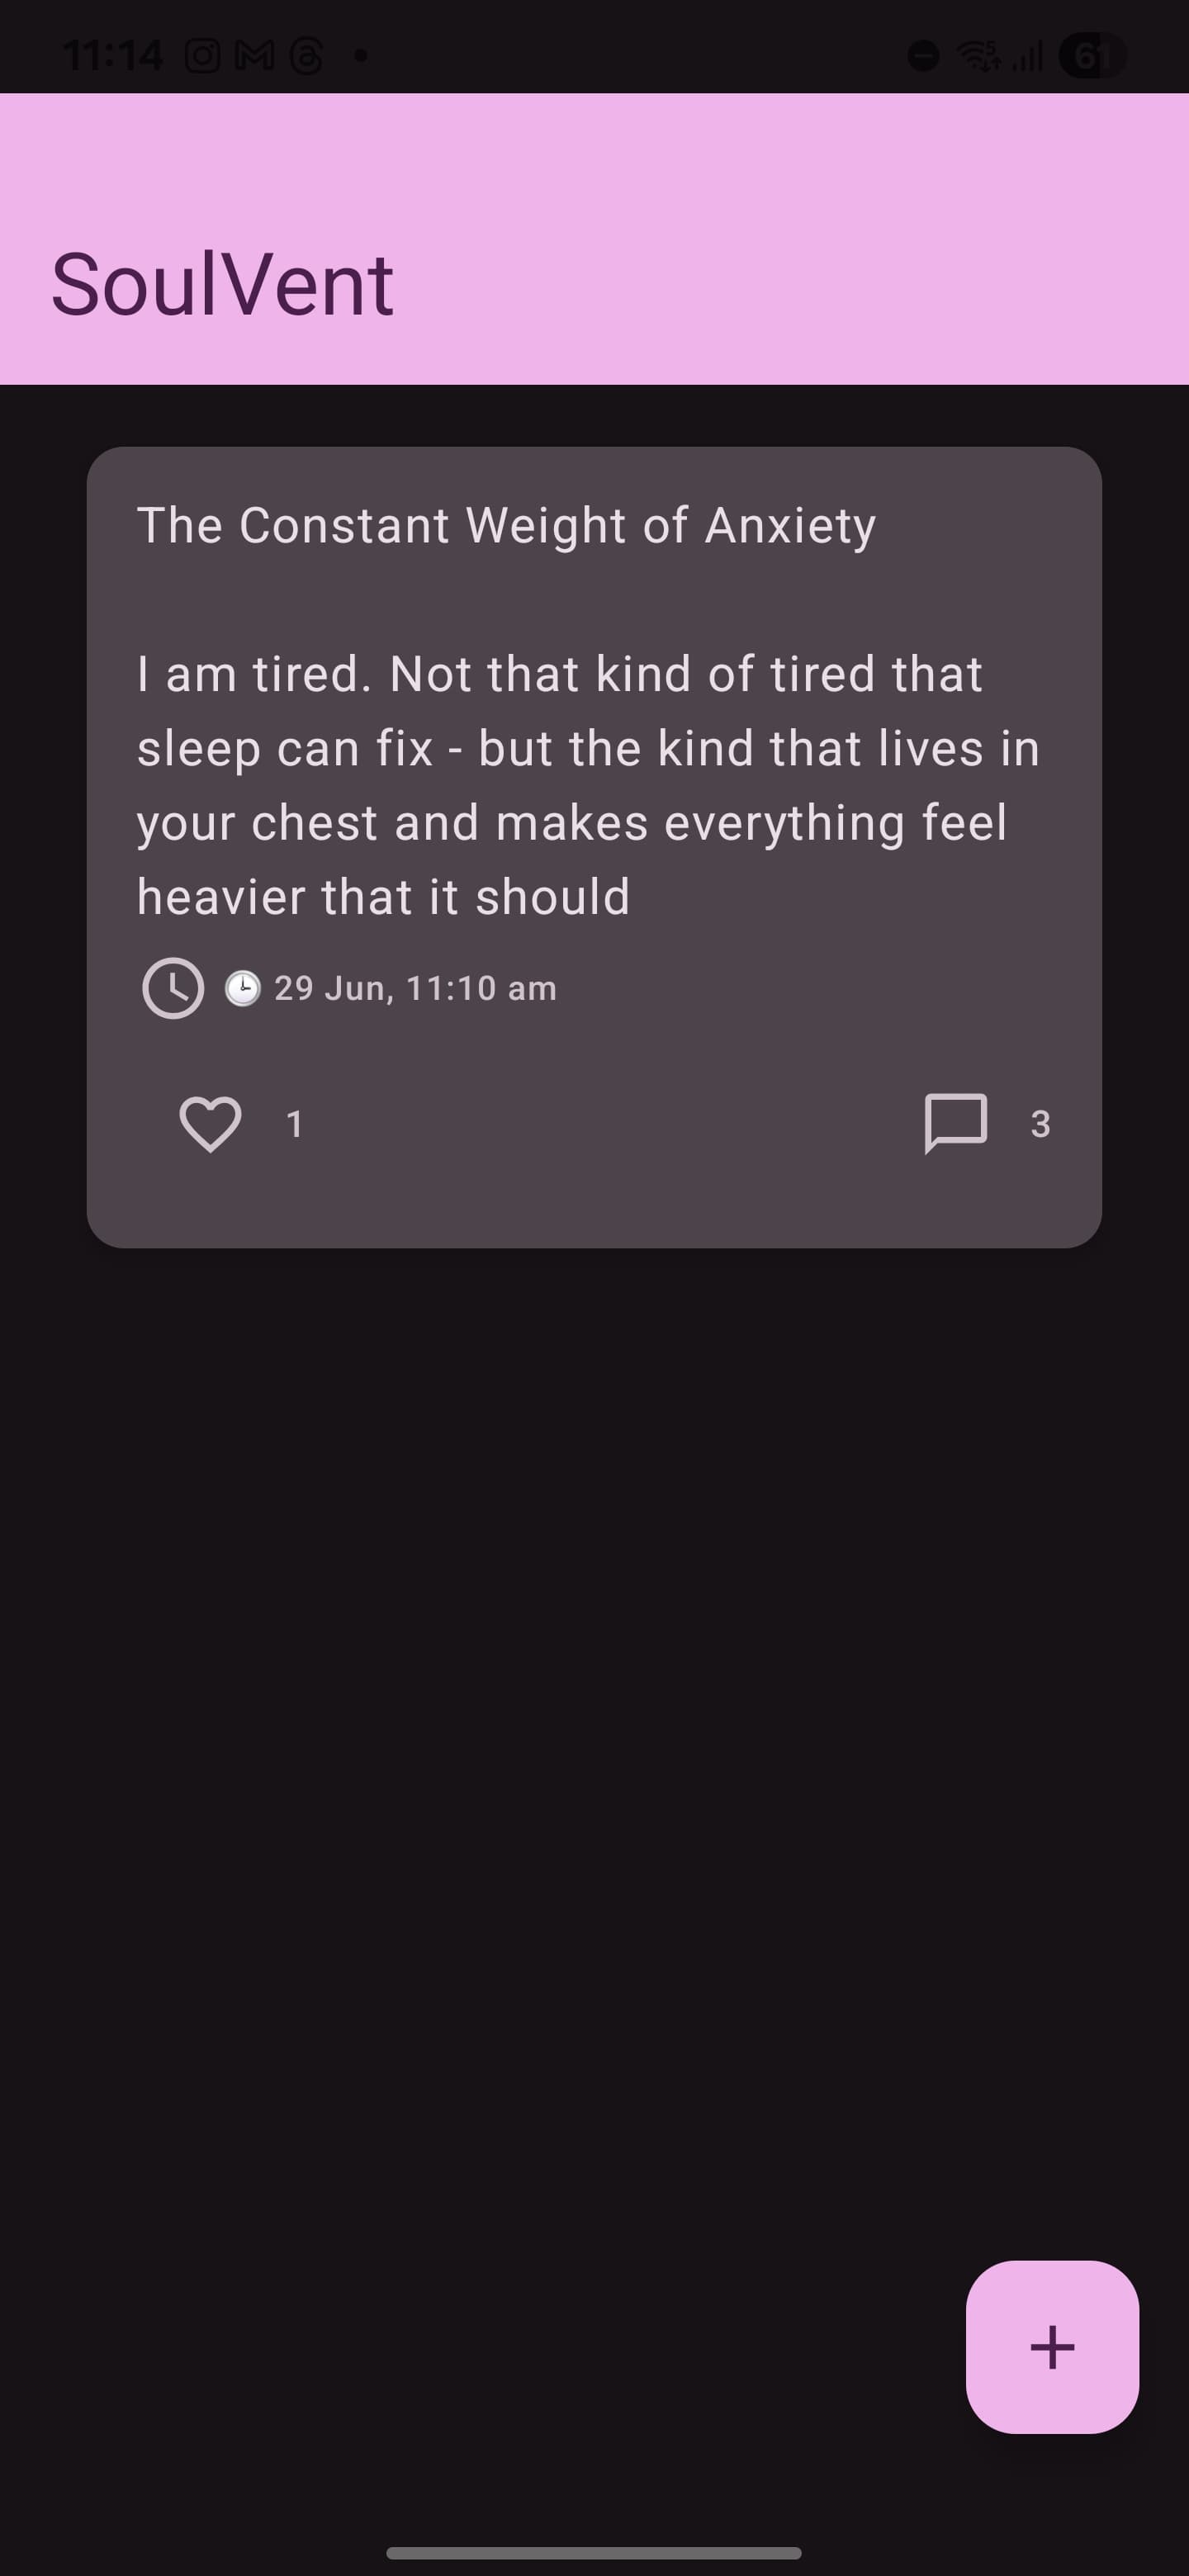 11:14
61
SoulVent
The Constant Weight of Anxiety
I am tired. Not that kind of tired that
sleep can fix - but the kind that lives in
your chest and makes everything feel
heavier that it should
29 Jun, 11:10 am
1
3